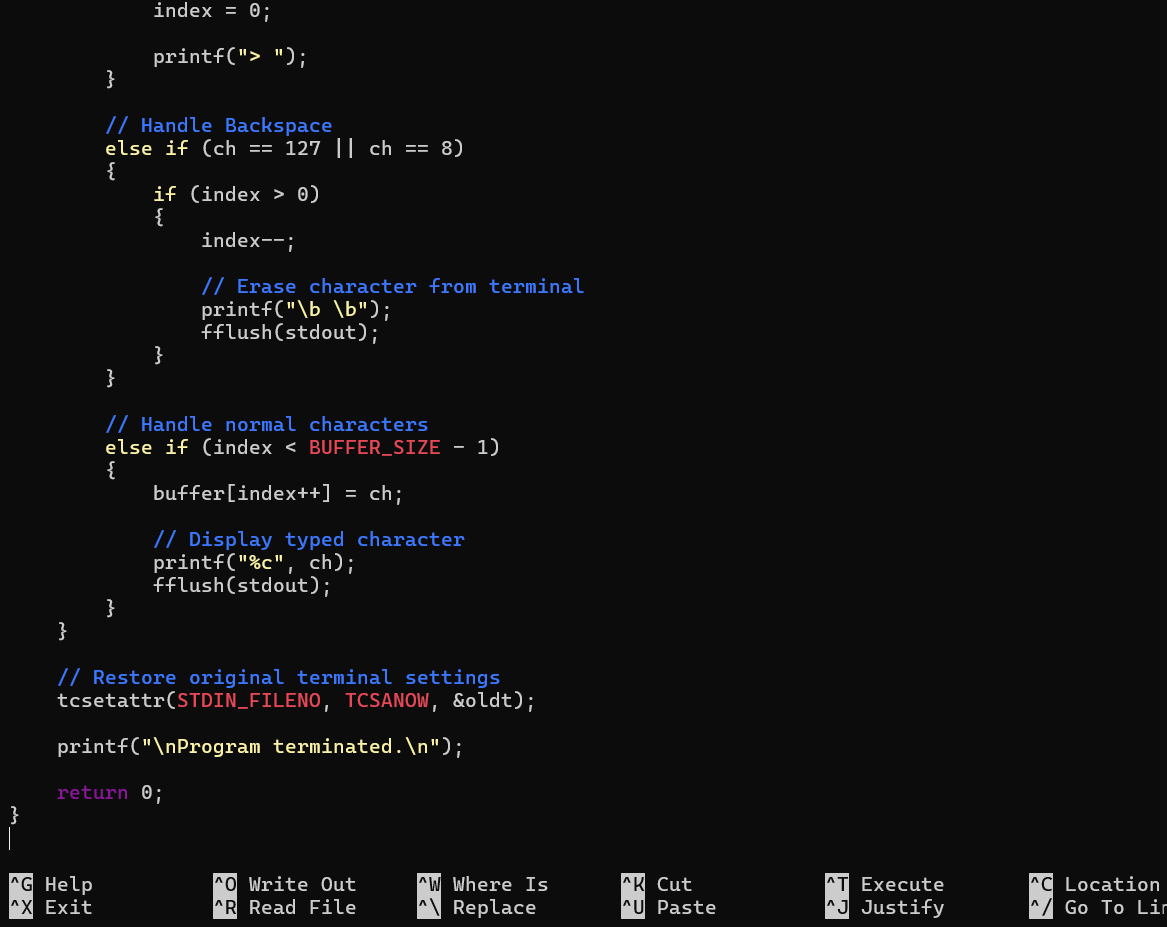 index = 0;
printf("> ");
}
// Handle Backspace
else if (ch == 127 || ch == 8)
{
if (index > 0)
{
index--;
// Erase character from terminal
printf("\b \b");
fflush(stdout);
}
}
// Handle normal characters
else if (index < BUFFER_SIZE - 1)
{
buffer[index++] = ch;
// Display typed character
printf("%c", ch);
fflush(stdout);
}
}
// Restore original terminal settings
tcsetattr(STDIN_FILENO, TCSANOW, &oldt);
printf("\nProgram terminated.\n");
return 0;
}
^G Help ^O Write Out ^W Where Is ^K Cut ^T Execute ^C Location
^X Exit ^R Read File ^\ Replace ^U Paste ^J Justify ^/ Go To